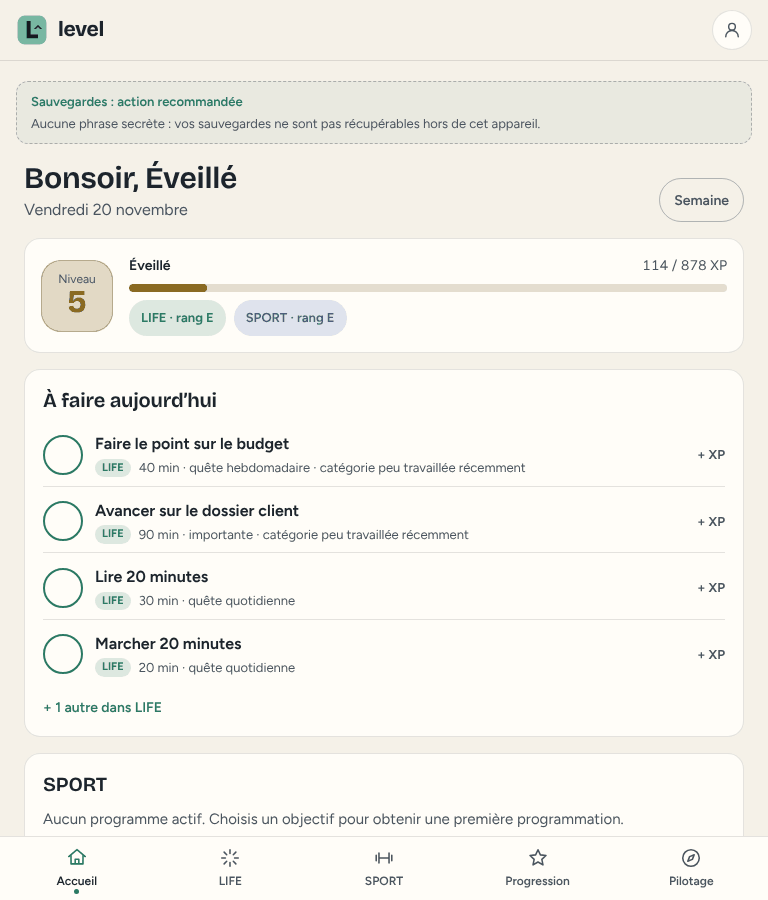 level
Sauvegardes : action recommandée
Aucune phrase secrète : vos sauvegardes ne sont pas récupérables hors de cet appareil.
Bonsoir, Éveillé
Vendredi 20 novembre
Semaine
Niveau
5
Éveillé
114 / 878 XP
LIFE · rang E
SPORT · rang E
À faire aujourd’hui
Faire le point sur le budget
LIFE 40 min · quête hebdomadaire · catégorie peu travaillée récemment
+ XP
Avancer sur le dossier client
LIFE 90 min · importante · catégorie peu travaillée récemment
+ XP
Lire 20 minutes
LIFE 30 min · quête quotidienne
+ XP
Marcher 20 minutes
LIFE 20 min · quête quotidienne
+ XP
+ 1 autre dans LIFE
SPORT
Aucun programme actif. Choisis un objectif pour obtenir une première programmation.
Accueil
LIFE
SPORT
Progression
Pilotage